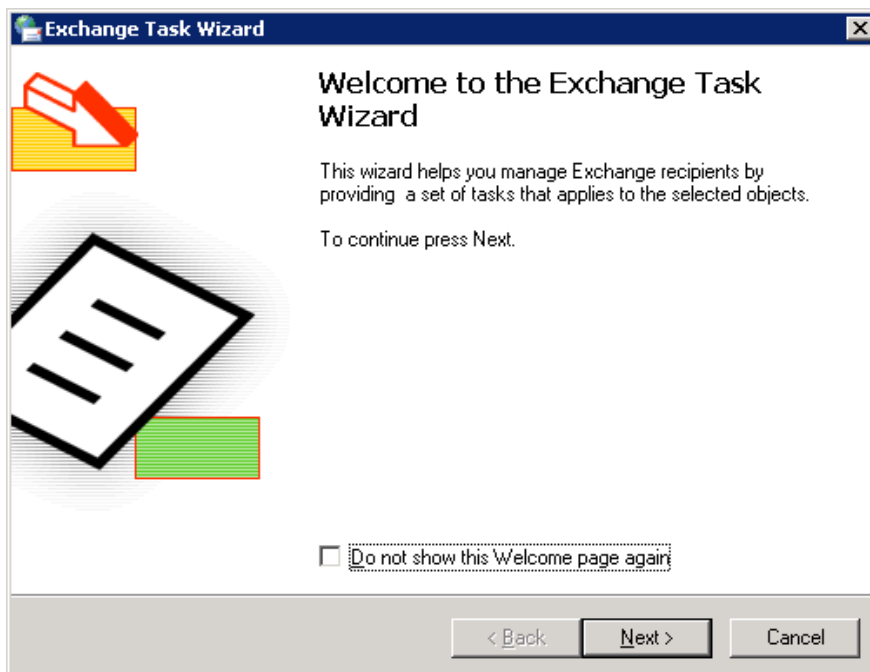 Exchange Task Wizard
Welcome to the Exchange Task
Wizard
This wizard helps you manage Exchange recipients by
providing  a set of tasks that applies to the selected objects.
To continue press Next.
Do not show this Welcome page again
< Back
Next >
Cancel